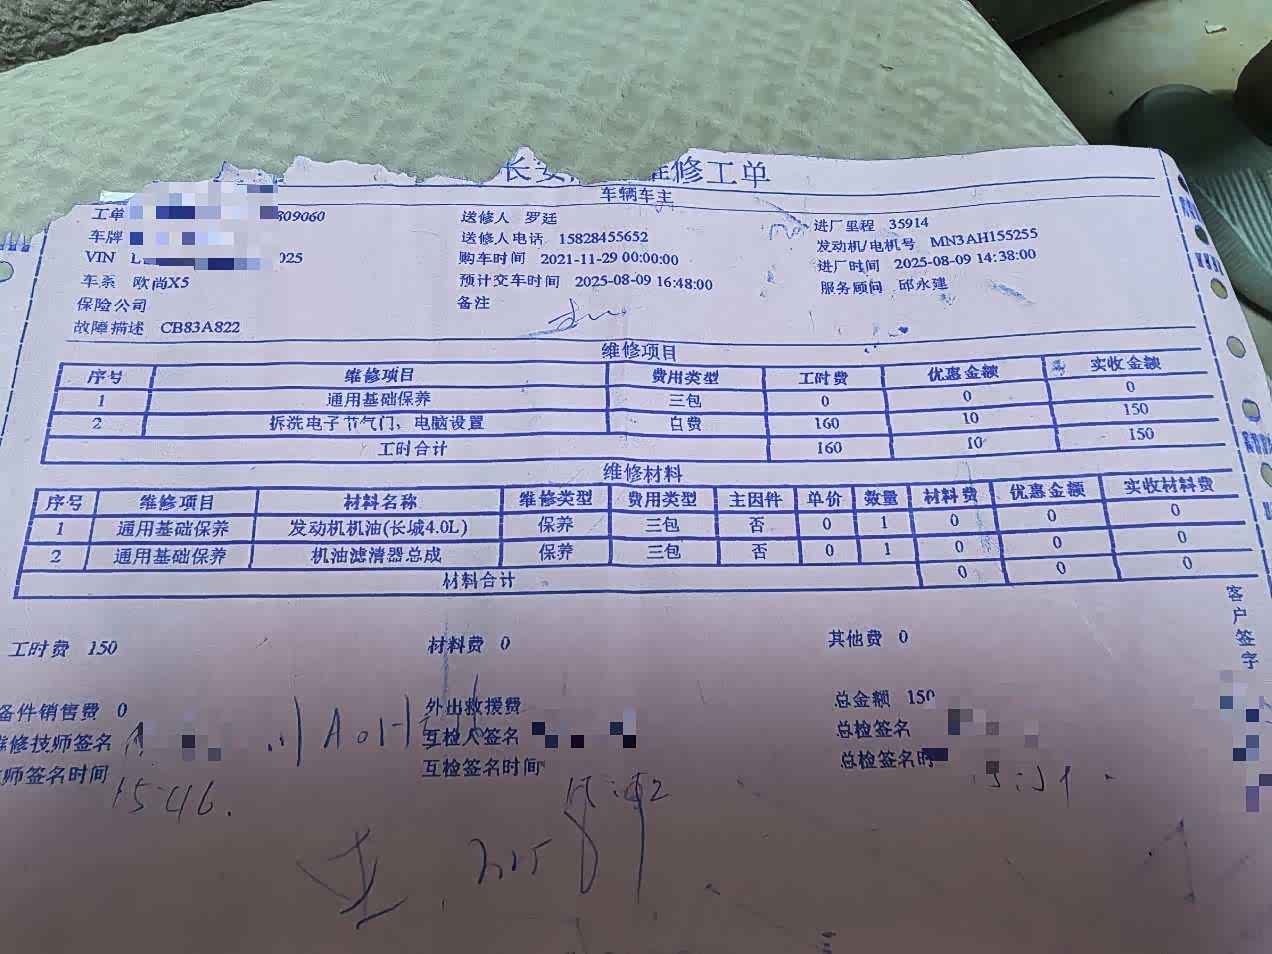 长安 维修工单
车辆车主
工单 309060 送修人 罗廷 进厂里程 35914
车牌 送修人电话 15828455652 发动机/电机号 MN3AH155255
VIN L 025 购车时间 2021-11-29 00:00:00 进厂时间 2025-08-09 14:38:00
车系 欧尚X5 预计交车时间 2025-08-09 16:48:00 服务顾问 邱永建
保险公司 备注
故障描述 CB83A822
维修项目
序号 维修项目 费用类型 工时费 优惠金额 实收金额
1 通用基础保养 三包 0 0 0
2 拆洗电子节气门、电脑设置 自费 160 10 150
工时合计 160 10 150
维修材料
序号 维修项目 材料名称 维修类型 费用类型 主因件 单价 数量 材料费 优惠金额 实收材料费
1 通用基础保养 发动机机油(长城4.0L) 保养 三包 否 0 1 0 0 0
2 通用基础保养 机油滤清器总成 保养 三包 否 0 1 0 0 0
材料合计 0 0 0
客户签字
工时费 150 材料费 0 其他费 0
备件销售费 0 外出救援费 总金额 150
维修技师签名 互检人签名 总检签名
师签名时间 15:46. 互检签名时间 15:52 总检签名时